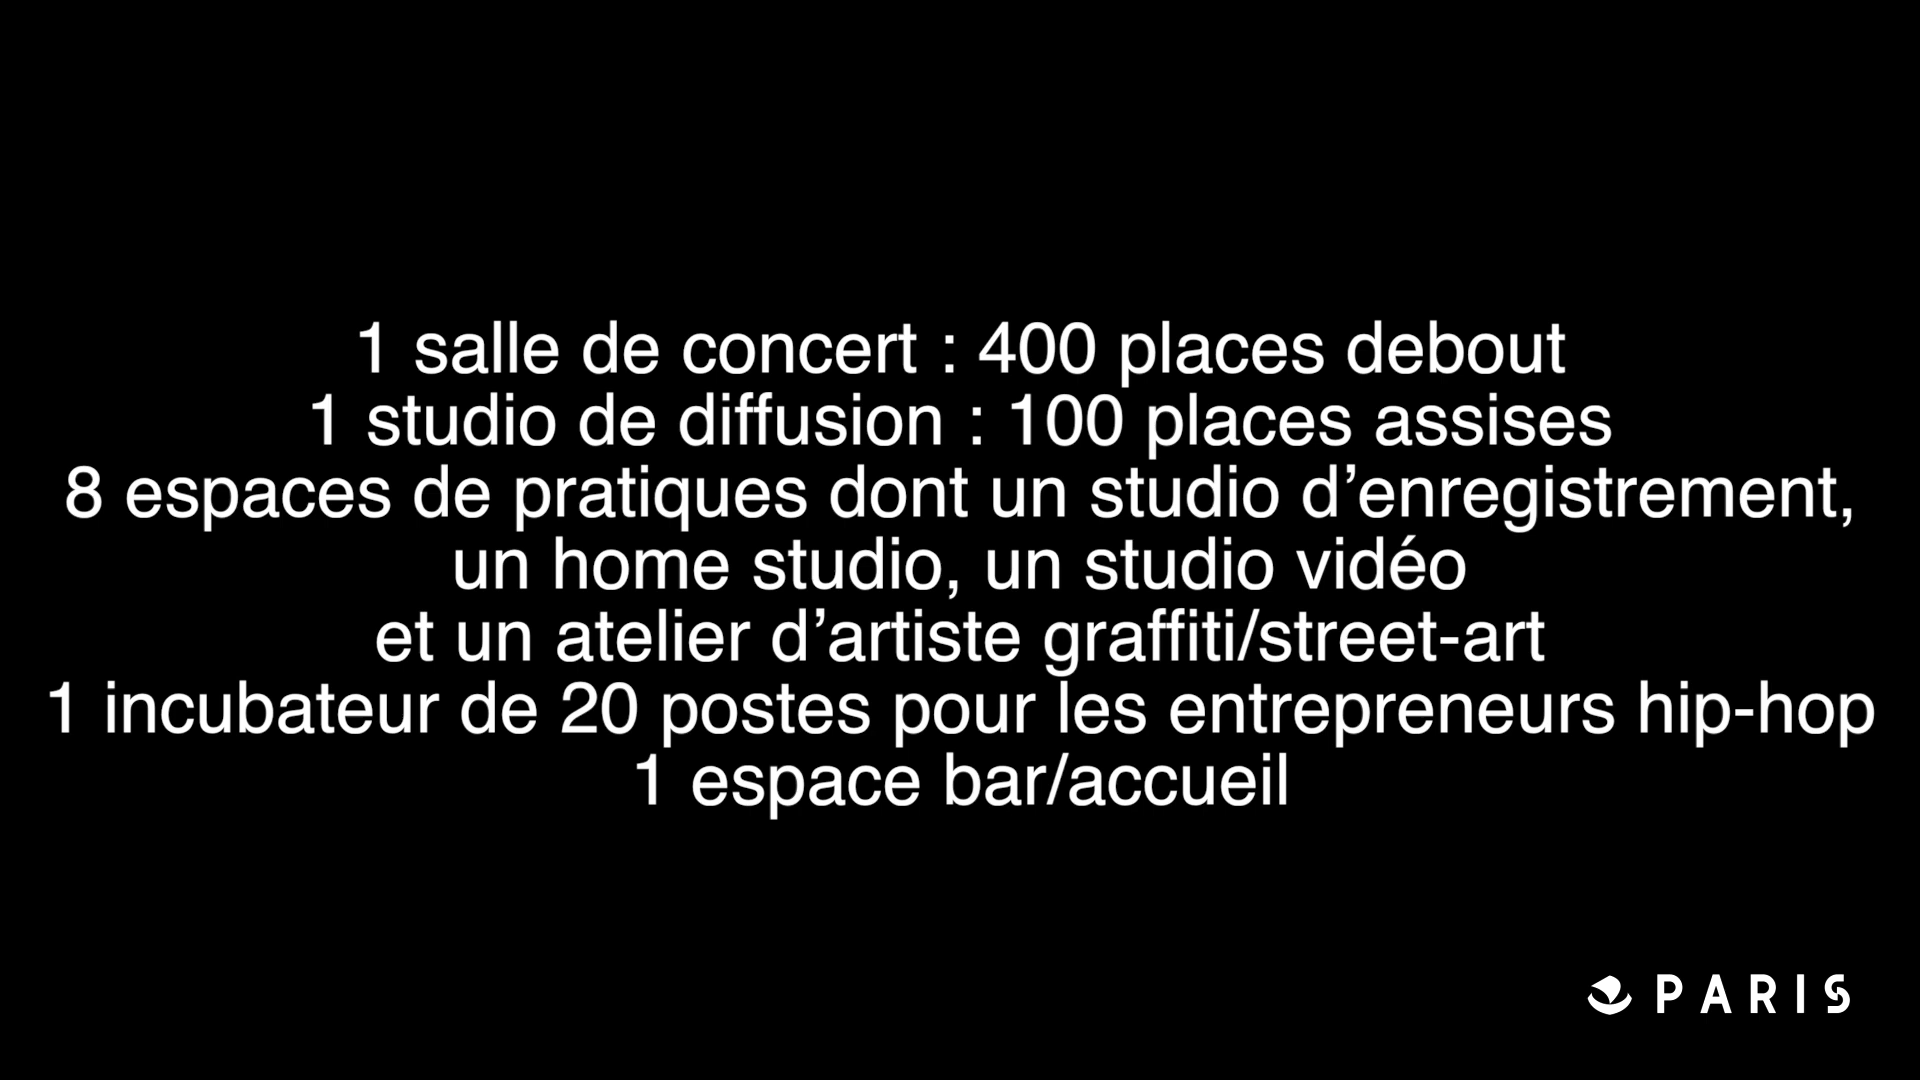 1 salle de concert : 400 places debout
1 studio de diffusion : 100 places assises
8 espaces de pratiques dont un studio d’enregistrement,
un home studio, un studio vidéo
et un atelier d’artiste graffiti/street-art
1 incubateur de 20 postes pour les entrepreneurs hip-hop
1 espace bar/accueil
PARIS